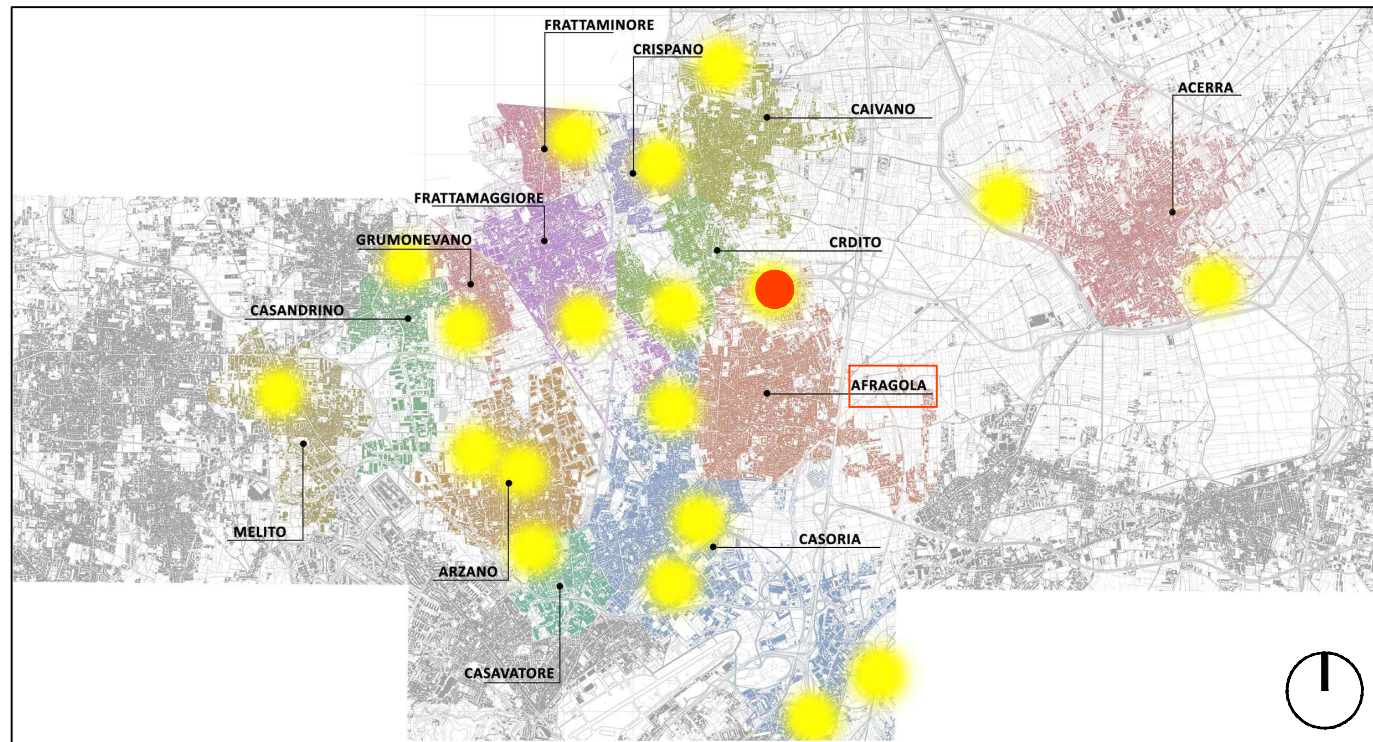 FRATTAMINORE
CRISPANO
ACERRA
CAIVANO
FRATTAMAGGIORE
GRUMONEVANO
CRDITO
CASANDRINO
AFRAGOLA
MELITO
CASORIA
ARZANO
CASAVATORE